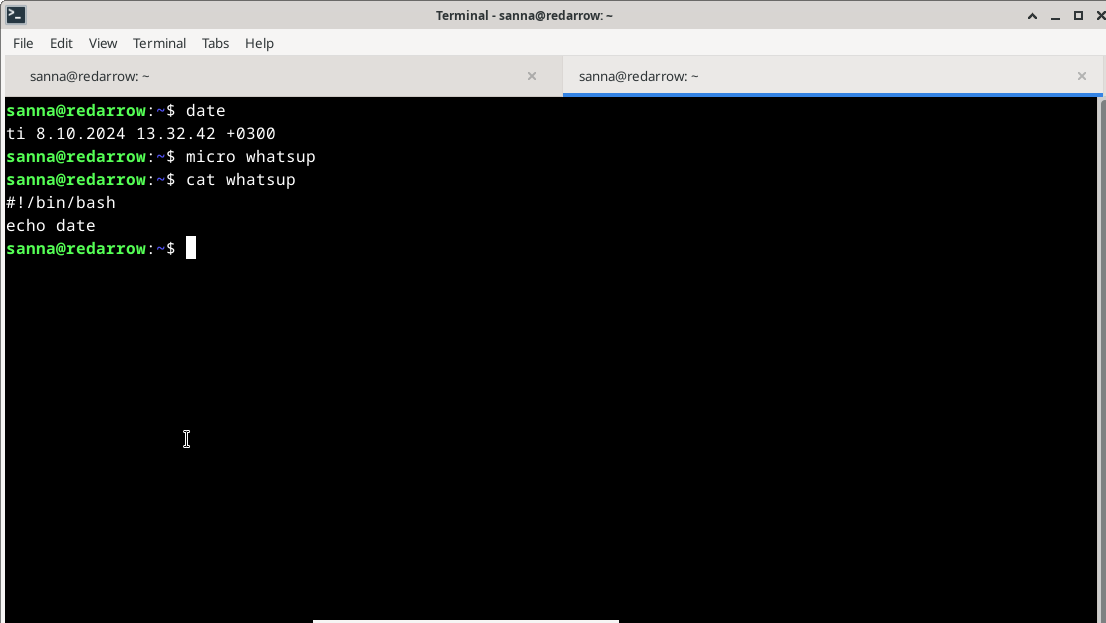 Terminal - sanna@redarrow: ~
File Edit View Terminal Tabs Help
sanna@redarrow: ~
sanna@redarrow: ~
sanna@redarrow:~$ date
ti 8.10.2024 13.32.42 +0300
sanna@redarrow:~$ micro whatsup
sanna@redarrow:~$ cat whatsup
#!/bin/bash
echo date
sanna@redarrow:~$